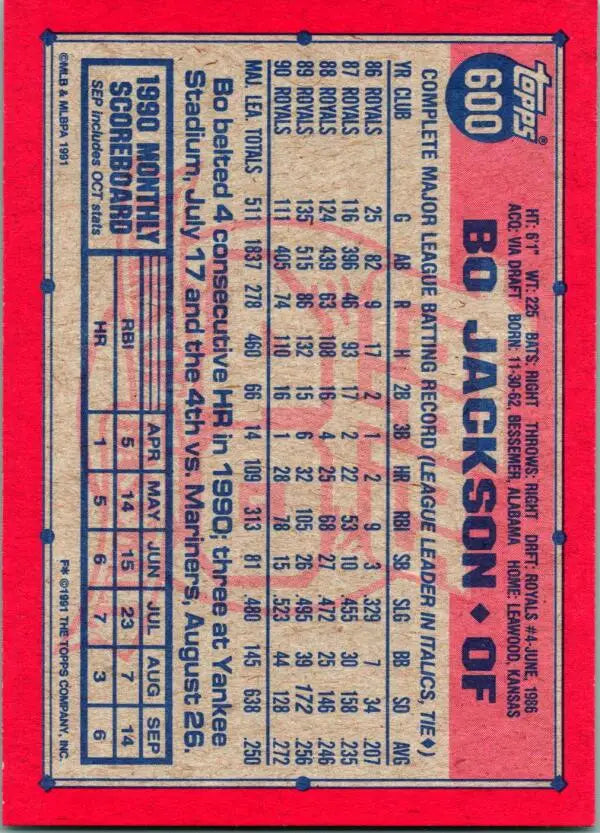 topps®
600
BO JACKSON ♦ OF
HT: 6'1" WT: 225 BATS: RIGHT THROWS: RIGHT DRFT: ROYALS #4-JUNE, 1986
ACQ: VIA DRAFT BORN: 11-30-62, BESSEMER, ALABAMA HOME: LEAWOOD, KANSAS
COMPLETE MAJOR LEAGUE BATTING RECORD (LEAGUE LEADER IN ITALICS, TIE♦)
YR CLUB G AB R H 2B 3B HR RBI SB SLG BB SO AVG
86 ROYALS 25 82 9 17 2 1 2 9 3 .329 7 34 .207
87 ROYALS 116 396 46 93 17 2 22 53 10 .455 30 158 .235
88 ROYALS 124 439 63 108 16 4 25 68 27 .472 25 146 .246
89 ROYALS 135 515 86 132 15 6 32 105 26 .495 39 172 .256
90 ROYALS 111 405 74 110 16 1 28 78 15 .523 44 128 .272
MAJ. LEA. TOTALS 511 1837 278 460 66 14 109 313 81 .480 145 638 .250
Bo belted 4 consecutive HR in 1990; three at Yankee
Stadium, July 17 and the 4th vs. Mariners, August 26.
1990 MONTHLY
SCOREBOARD
SEP includes OCT stats
APR MAY JUN JUL AUG SEP
RBI 5 14 15 23 7 14
HR 1 5 6 7 3 6
©MLB & MLBPA 1991
F* ©1991 THE TOPPS COMPANY, INC.